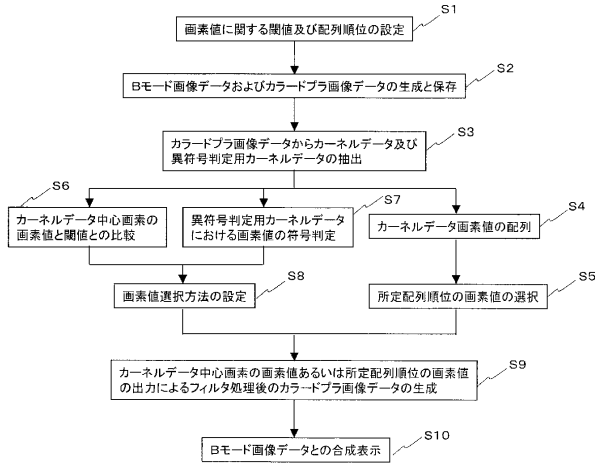 S1
画素値に関する閾値及び配列順位の設定
S2
Bモード画像データおよびカラードプラ画像データの生成と保存
S3
カラードプラ画像データからカーネルデータ及び
異符号判定用カーネルデータの抽出
S6
カーネルデータ中心画素の
画素値と閾値との比較
S7
異符号判定用カーネルデータ
における画素値の符号判定
S4
カーネルデータ画素値の配列
S8
画素値選択方法の設定
S5
所定配列順位の画素値の選択
S9
カーネルデータ中心画素の画素値あるいは所定配列順位の画素値
の出力によるフィルタ処理後のカラードプラ画像データの生成
S10
Bモード画像データとの合成表示